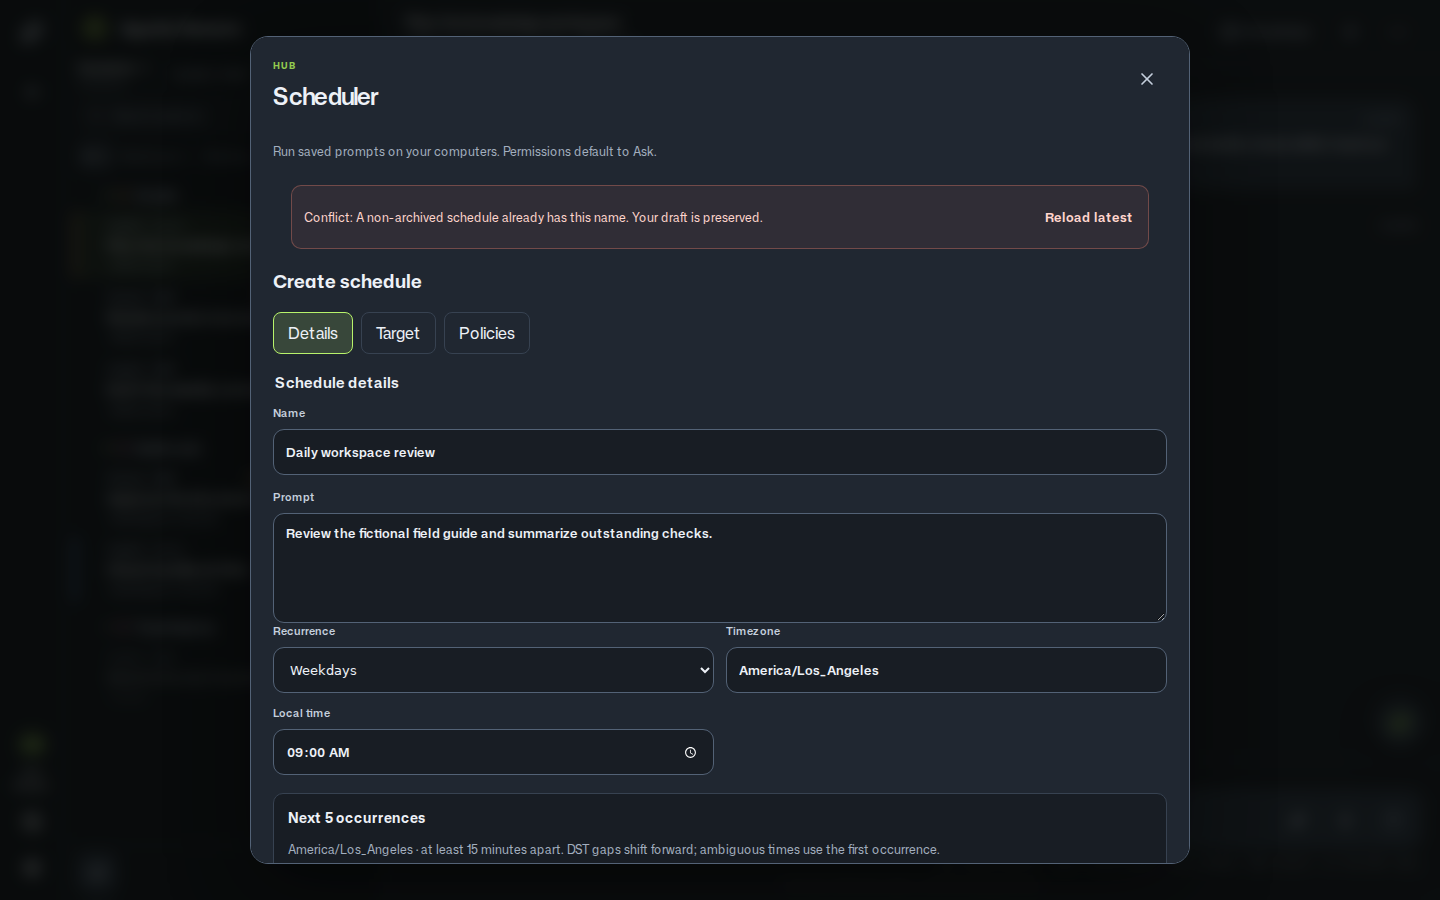 HUB
Scheduler
Run saved prompts on your computers. Permissions default to Ask.
Conflict: A non-archived schedule already has this name. Your draft is preserved.
Reload latest
Create schedule
Details
Target
Policies
Schedule details
Name
Daily workspace review
Prompt
Review the fictional field guide and summarize outstanding checks.
Recurrence
Timezone
Weekdays
America/Los_Angeles
Local time
09:00 AM
Next 5 occurrences
America/Los_Angeles · at least 15 minutes apart. DST gaps shift forward; ambiguous times use the first occurrence.